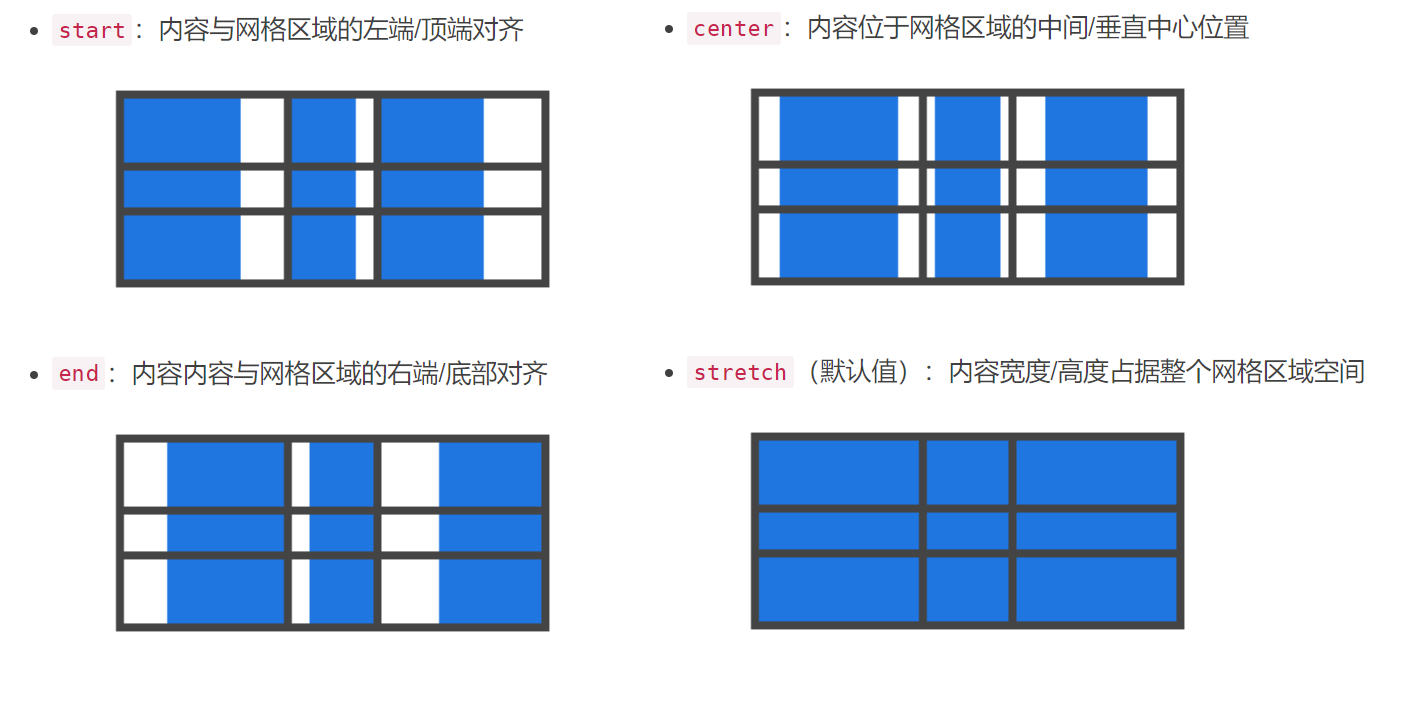 start：内容与网格区域的左端/顶端对齐
center：内容位于网格区域的中间/垂直中心位置
end：内容内容与网格区域的右端/底部对齐
stretch（默认值）：内容宽度/高度占据整个网格区域空间